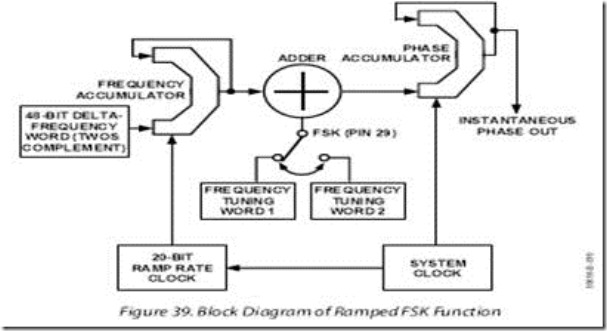 ADDER
PHASE
ACCUMULATOR
FREQUENCY
ACCUMULATOR
48-BIT DELTA-
FREQUENCY
WORD (TWOS
COMPLEMENT)
FSK (PIN 29)
INSTANTANEOUS
PHASE OUT
FREQUENCY
TUNING
WORD 1
FREQUENCY
TUNING
WORD 2
20-BIT
RAMP RATE
CLOCK
SYSTEM
CLOCK
Figure 39. Block Diagram of Ramped FSK Function